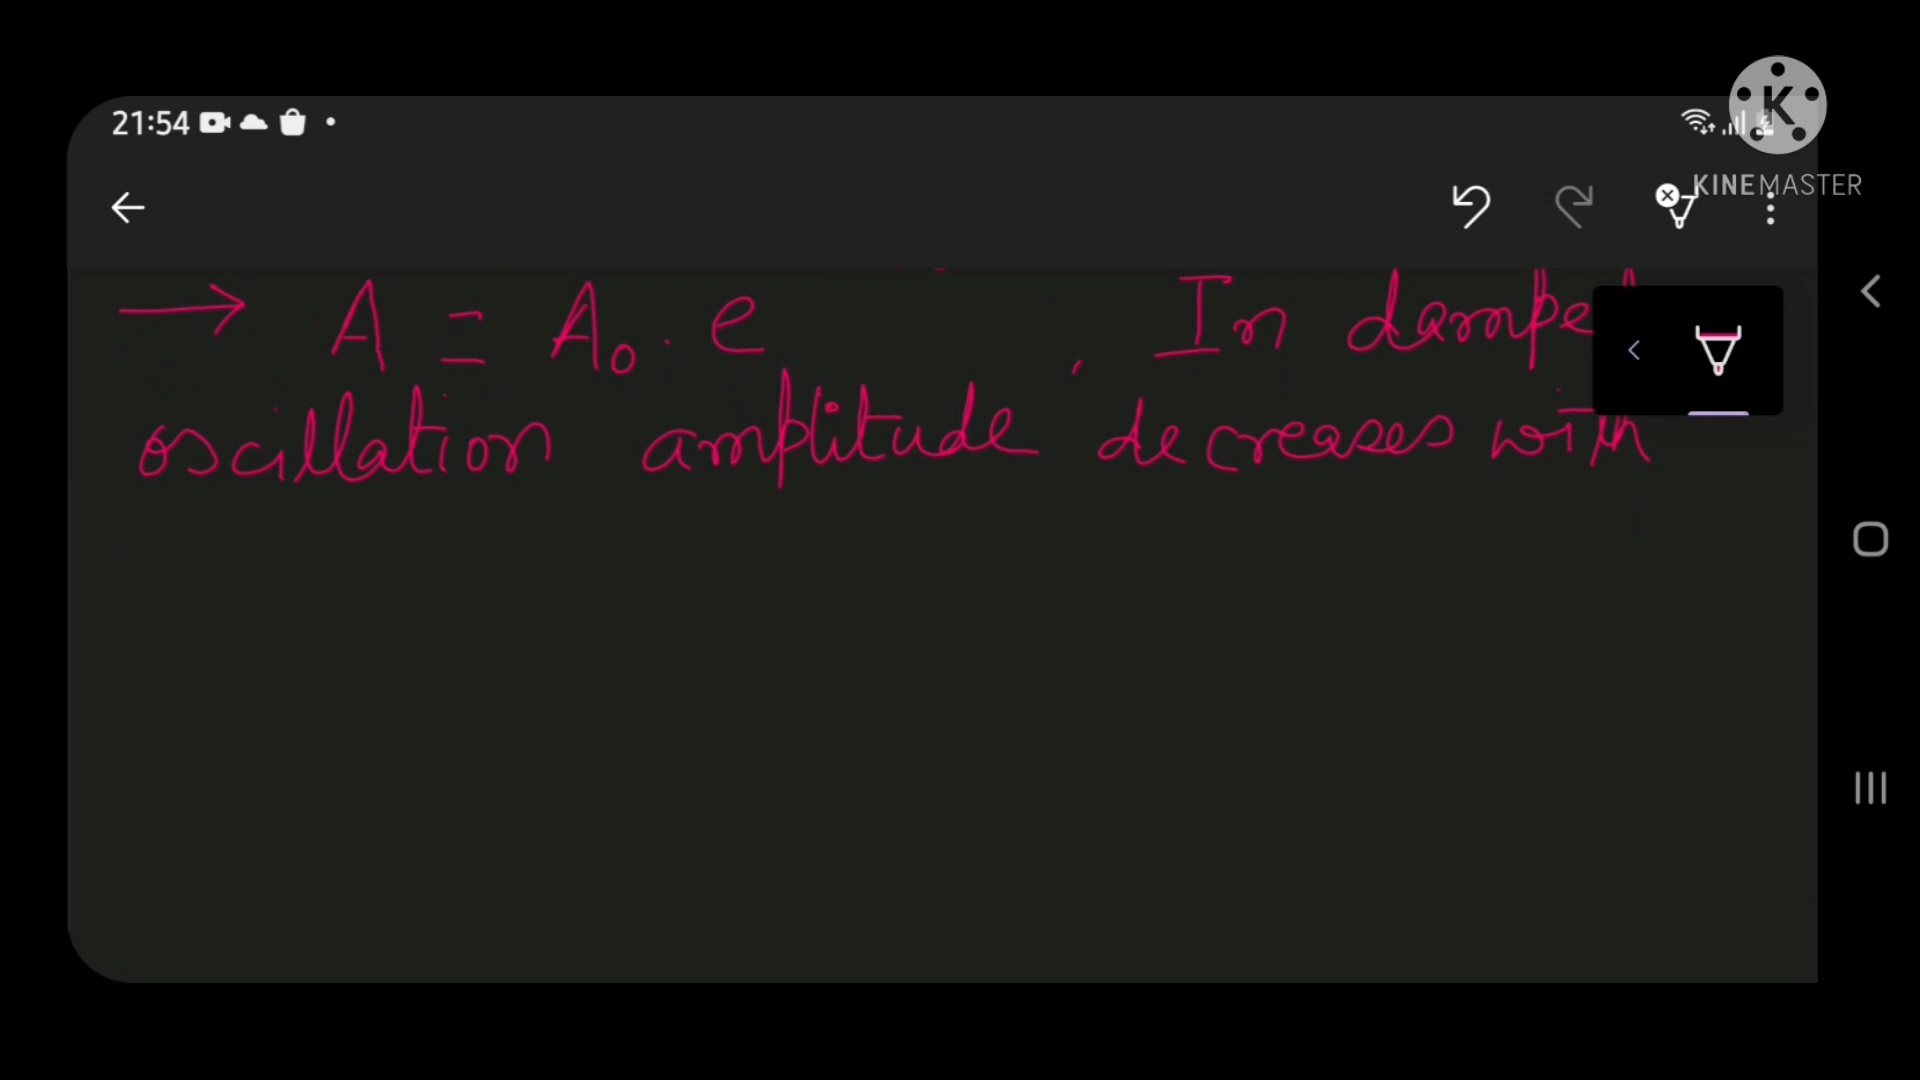 21:54
KINEMASTER
→ A = A₀ . e . In damped
oscillation amplitude decreases with